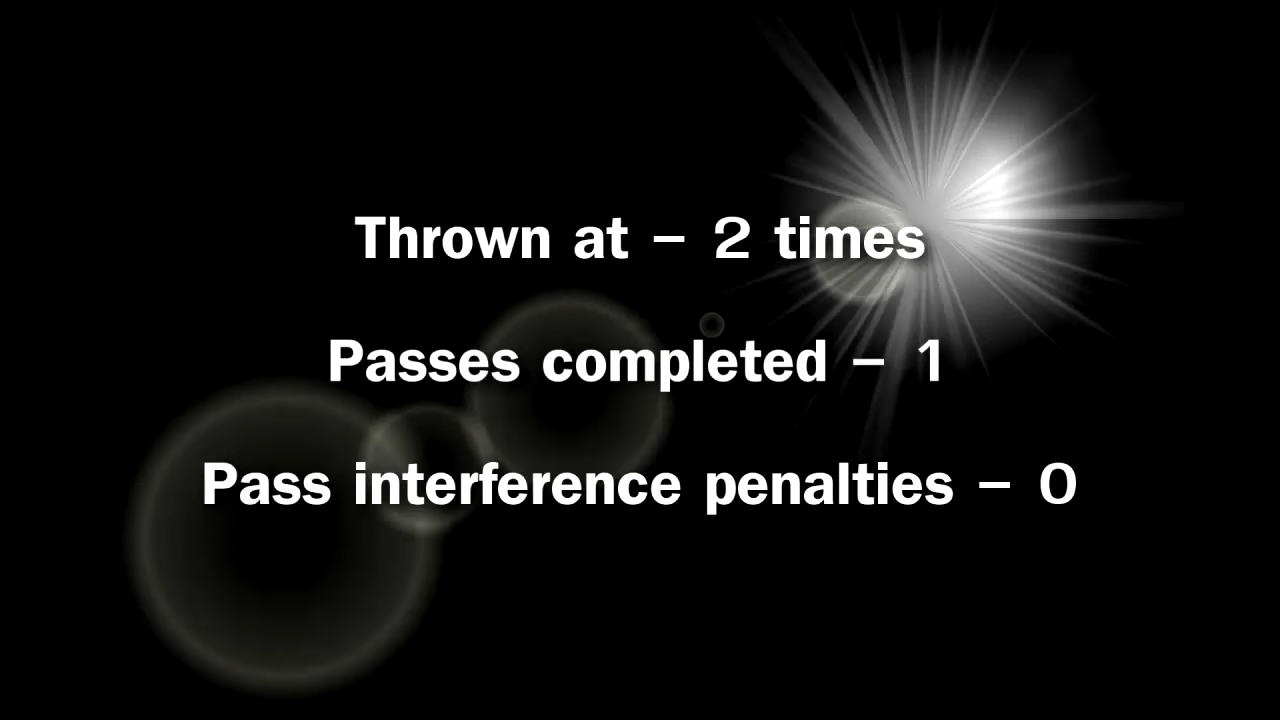 Thrown at – 2 times
Passes completed – 1
Pass interference penalties – 0